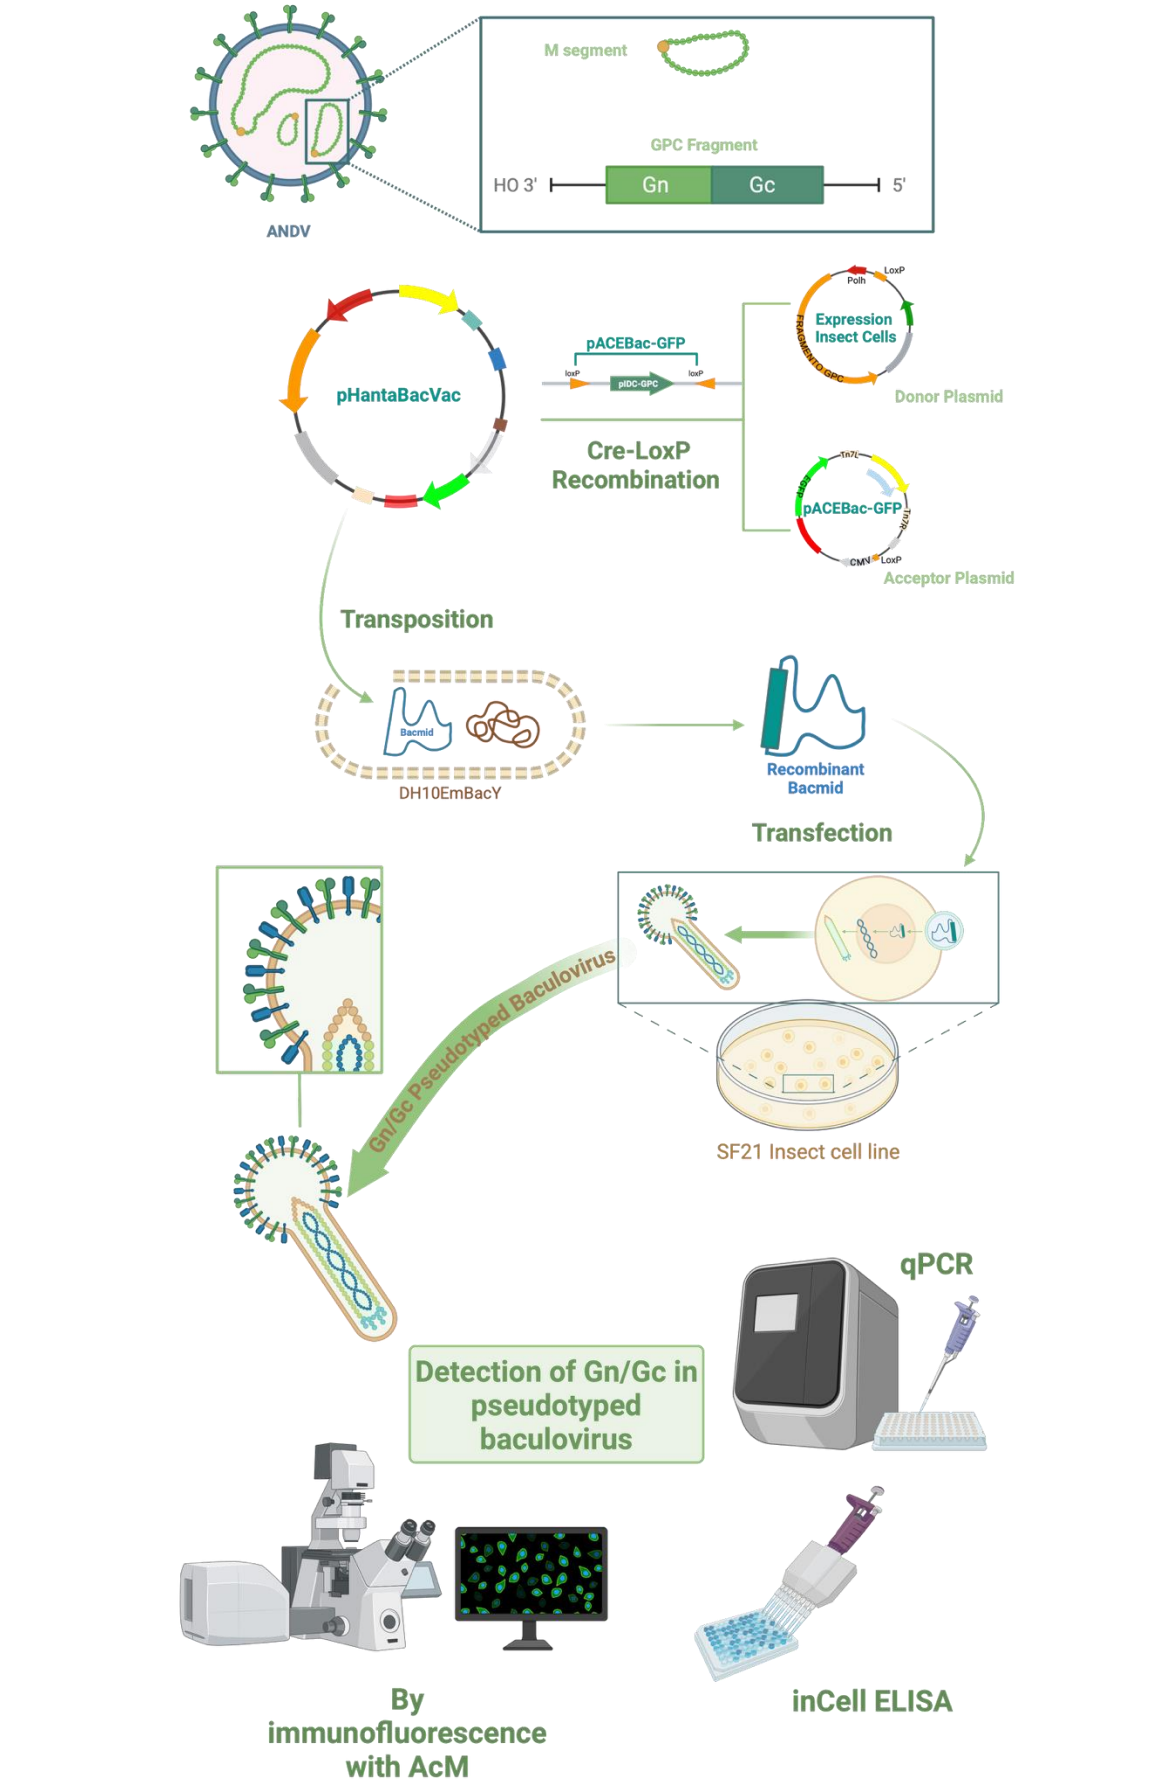 M segment
GPC Fragment
HO 3'
Gn
Gc
5'
ANDV
pHantaBacVac
pACEBac-GFP
loxP
pIDC-GPC
loxP
Cre-LoxP
Recombination
Polh
LoxP
FRAGMENTO GPC
Expression
Insect Cells
Donor Plasmid
Tn7L
EGFP
pACEBac-GFP
Tn7R
CMV
LoxP
Acceptor Plasmid
Transposition
Bacmid
DH10EmBacY
Recombinant
Bacmid
Transfection
Gn/Gc Pseudotyped Baculovirus
SF21 Insect cell line
qPCR
Detection of Gn/Gc in
pseudotyped
baculovirus
By
immunofluorescence
with AcM
inCell ELISA